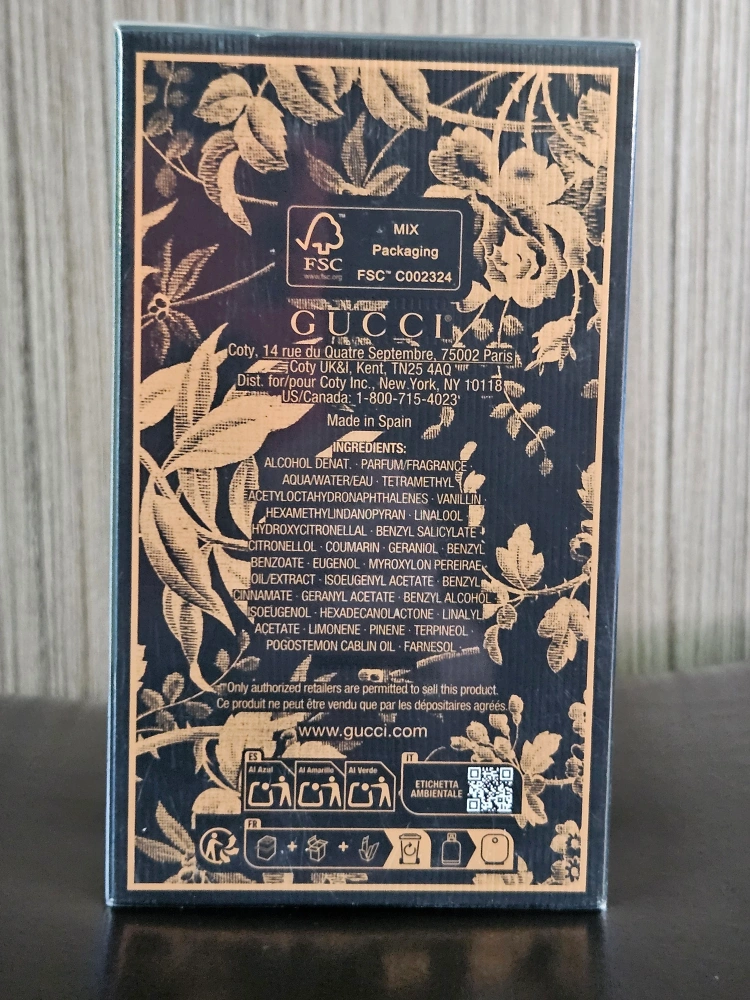 MIX
Packaging
FSC™ C002324
FSC
www.fsc.org
GUCCI®
Coty, 14 rue du Quatre Septembre, 75002 Paris
Coty UK&I, Kent, TN25 4AQ
Dist. for/pour Coty Inc., New York, NY 10118
US/Canada: 1-800-715-4023
Made in Spain
INGREDIENTS:
ALCOHOL DENAT. · PARFUM/FRAGRANCE ·
AQUA/WATER/EAU · TETRAMETHYL
ACETYLOCTAHYDRONAPHTHALENES · VANILLIN ·
HEXAMETHYLINDANOPYRAN · LINALOOL ·
HYDROXYCITRONELLAL · BENZYL SALICYLATE ·
CITRONELLOL · COUMARIN · GERANIOL · BENZYL
BENZOATE · EUGENOL · MYROXYLON PEREIRAE
OIL/EXTRACT · ISOEUGENYL ACETATE · BENZYL
CINNAMATE · GERANYL ACETATE · BENZYL ALCOHOL ·
ISOEUGENOL · HEXADECANOLACTONE · LINALYL
ACETATE · LIMONENE · PINENE · TERPINEOL ·
POGOSTEMON CABLIN OIL · FARNESOL
Only authorized retailers are permitted to sell this product.
Ce produit ne peut être vendu que par les dépositaires agréés.
www.gucci.com
ES
Al Azul
Al Amarillo
Al Verde
IT
ETICHETTA
AMBIENTALE
FR